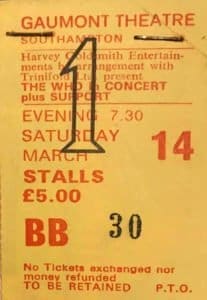 GAUMONT THEATRE
SOUTHAMPTON
Harvey Goldsmith Entertain-
ments by arrangement with
Trinifold Ltd. present
THE WHO in CONCERT
plus SUPPORT
1
EVENING 7.30
SATURDAY
MARCH 14
STALLS
£5.00
BB 30
No Tickets exchanged nor
money refunded
TO BE RETAINED P.T.O.